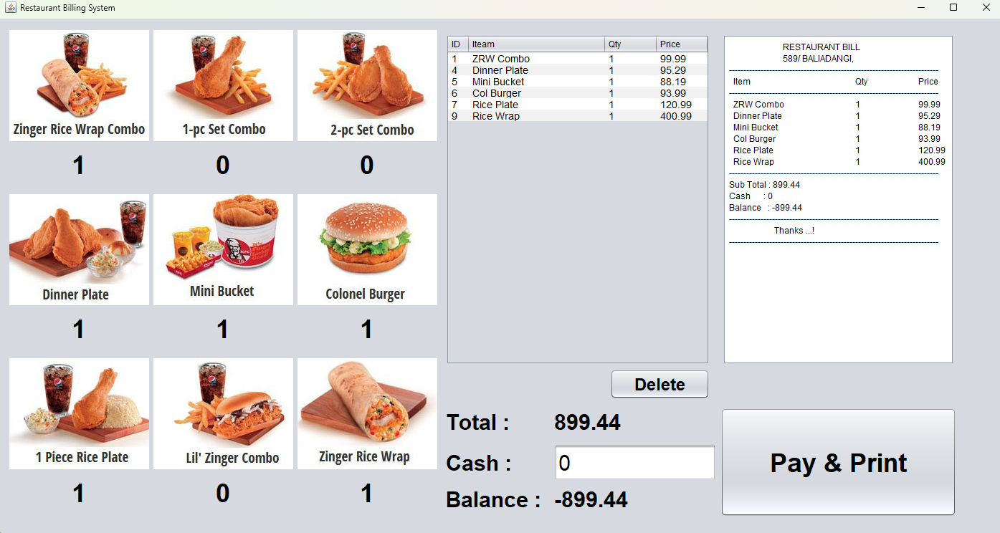 Restaurant Billing System
Zinger Rice Wrap Combo
1-pc Set Combo
2-pc Set Combo
1
0
0
Dinner Plate
KFC
KFC
Mini Bucket
Colonel Burger
1
1
1
1 Piece Rice Plate
Lil' Zinger Combo
Zinger Rice Wrap
1
0
1
ID Iteam Qty Price
1 ZRW Combo 1 99.99
4 Dinner Plate 1 95.29
5 Mini Bucket 1 88.19
6 Col Burger 1 93.99
7 Rice Plate 1 120.99
9 Rice Wrap 1 400.99
Delete
Total : 899.44
Cash : 0
Balance : -899.44
RESTAURANT BILL
589/ BALIADANGI,
Item Qty Price
ZRW Combo 1 99.99
Dinner Plate 1 95.29
Mini Bucket 1 88.19
Col Burger 1 93.99
Rice Plate 1 120.99
Rice Wrap 1 400.99
Sub Total : 899.44
Cash : 0
Balance : -899.44
Thanks ...!
Pay & Print